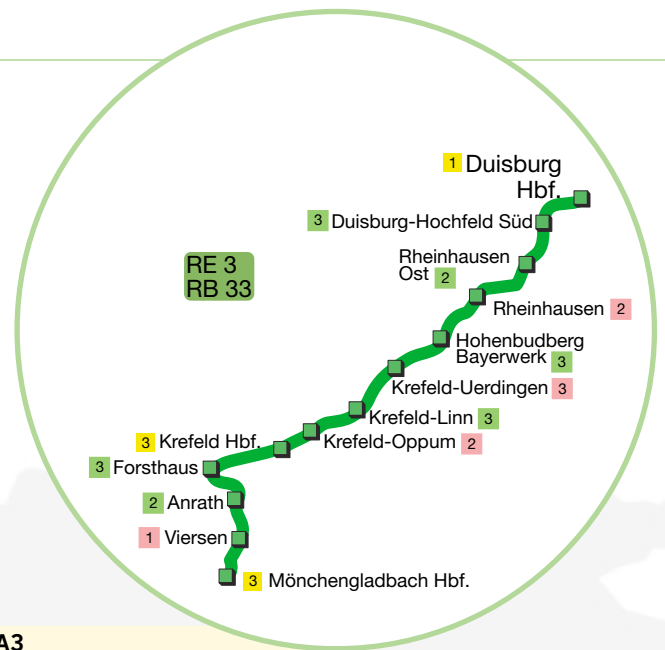 1 Duisburg
Hbf.
3 Duisburg-Hochfeld Süd
Rheinhausen
Ost 2
RE 3
RB 33
Rheinhausen 2
Hohenbudberg
Bayerwerk 3
Krefeld-Uerdingen 3
Krefeld-Linn 3
3 Krefeld Hbf.
Krefeld-Oppum 2
3 Forsthaus
2 Anrath
1 Viersen
3 Mönchengladbach Hbf.
A3